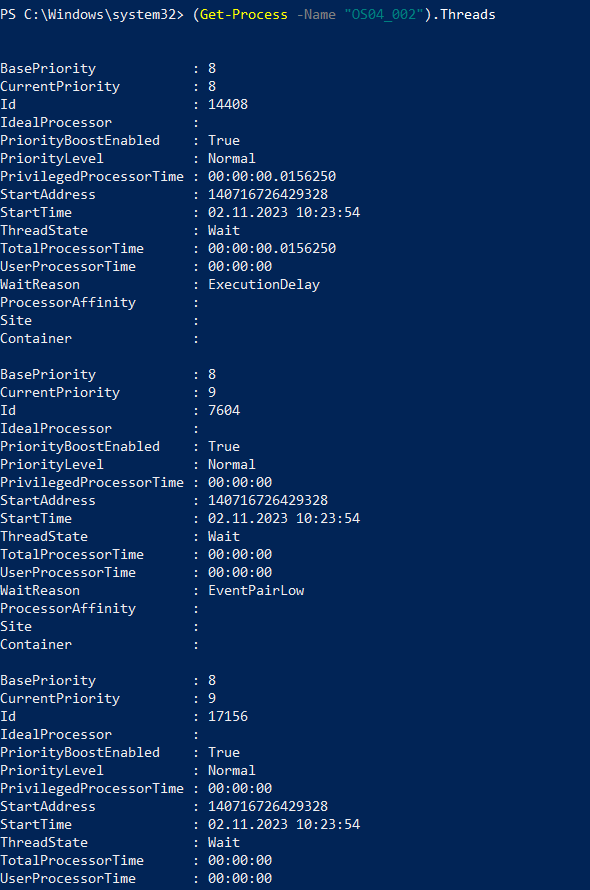 PS C:\Windows\system32> (Get-Process -Name "OS04_002").Threads
BasePriority : 8
CurrentPriority : 8
Id : 14408
IdealProcessor :
PriorityBoostEnabled : True
PriorityLevel : Normal
PrivilegedProcessorTime : 00:00:00.0156250
StartAddress : 140716726429328
StartTime : 02.11.2023 10:23:54
ThreadState : Wait
TotalProcessorTime : 00:00:00.0156250
UserProcessorTime : 00:00:00
WaitReason : ExecutionDelay
ProcessorAffinity :
Site :
Container :
BasePriority : 8
CurrentPriority : 9
Id : 7604
IdealProcessor :
PriorityBoostEnabled : True
PriorityLevel : Normal
PrivilegedProcessorTime : 00:00:00
StartAddress : 140716726429328
StartTime : 02.11.2023 10:23:54
ThreadState : Wait
TotalProcessorTime : 00:00:00
UserProcessorTime : 00:00:00
WaitReason : EventPairLow
ProcessorAffinity :
Site :
Container :
BasePriority : 8
CurrentPriority : 9
Id : 17156
IdealProcessor :
PriorityBoostEnabled : True
PriorityLevel : Normal
PrivilegedProcessorTime : 00:00:00
StartAddress : 140716726429328
StartTime : 02.11.2023 10:23:54
ThreadState : Wait
TotalProcessorTime : 00:00:00
UserProcessorTime : 00:00:00